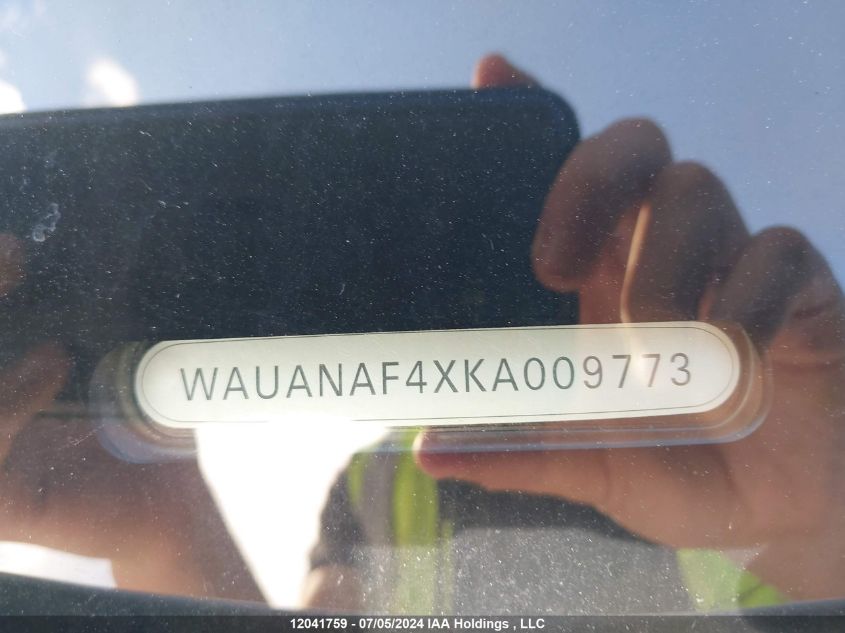 WAUANAF4XKA009773
12041759 - 07/05/2024 IAA Holdings , LLC